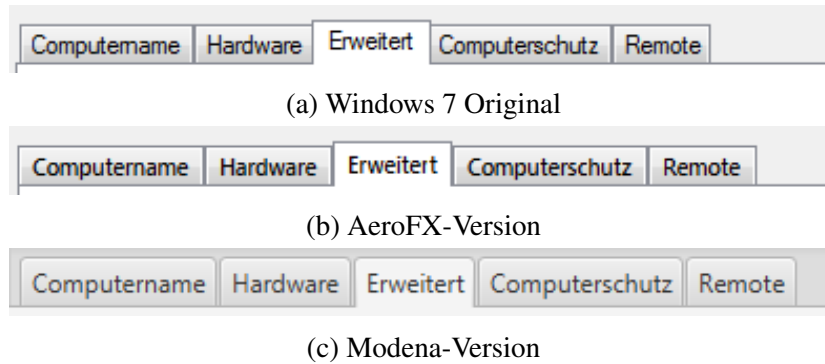 Computername Hardware Erweitert Computerschutz Remote
(a) Windows 7 Original
Computername Hardware Erweitert Computerschutz Remote
(b) AeroFX-Version
Computername Hardware Erweitert Computerschutz Remote
(c) Modena-Version